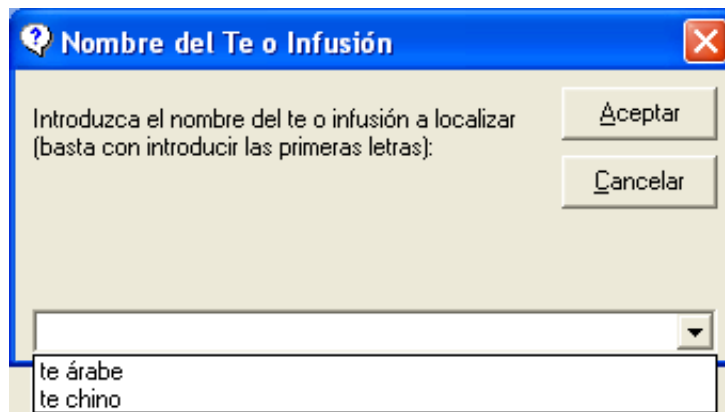 Nombre del Te o Infusión
Introduzca el nombre del te o infusión a localizar
(basta con introducir las primeras letras):
Aceptar
Cancelar
te árabe
te chino